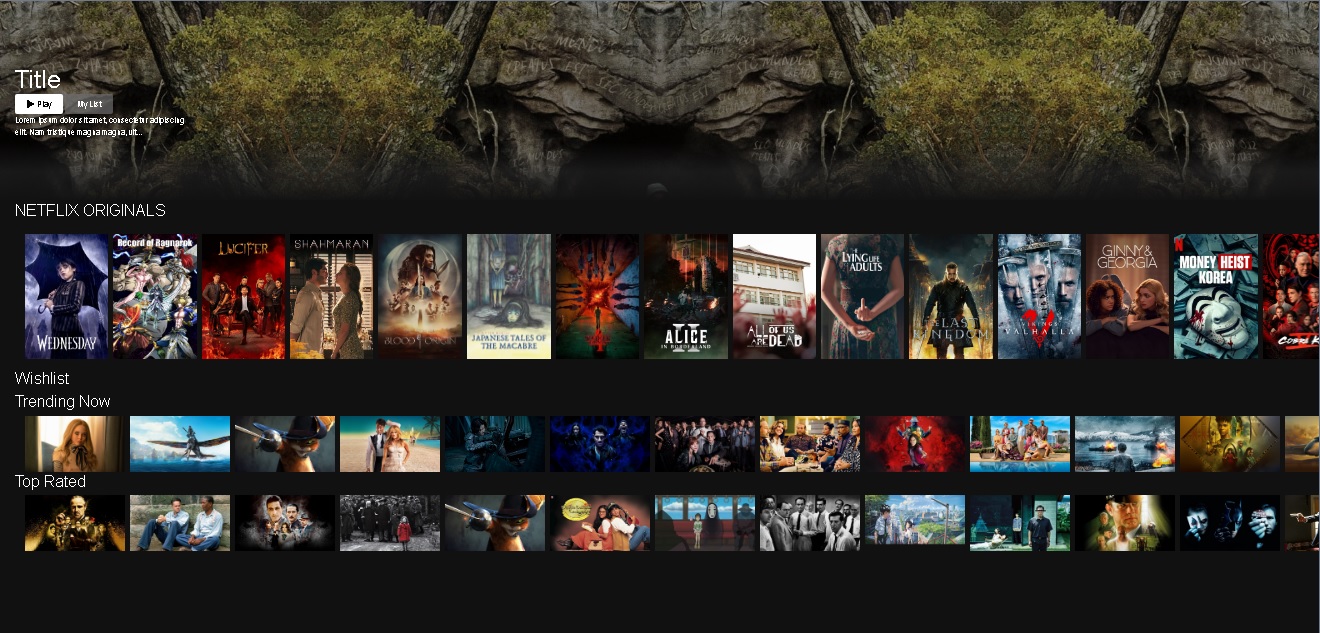 Title
▶ Play
My List
Lorem ipsum dolor sit amet, consectetur adipiscing
elit. Nam tristique magna magna, ult...
NETFLIX ORIGINALS
WEDNESDAY
Record of Ragnarok
LUCIFER
SHAHMARAN
BLOOD ORIGIN
JAPANESE TALES OF
THE MACABRE
ALICE
IN BORDERLAND
ALL OF US
ARE DEAD
THE
LYING LIFE
OF ADULTS
THE LAST
KINGDOM
VIKINGS
VALHALLA
GINNY &
GEORGIA
N
MONEY HEIST
KOREA
COBRA K
Wishlist
Trending Now
Top Rated